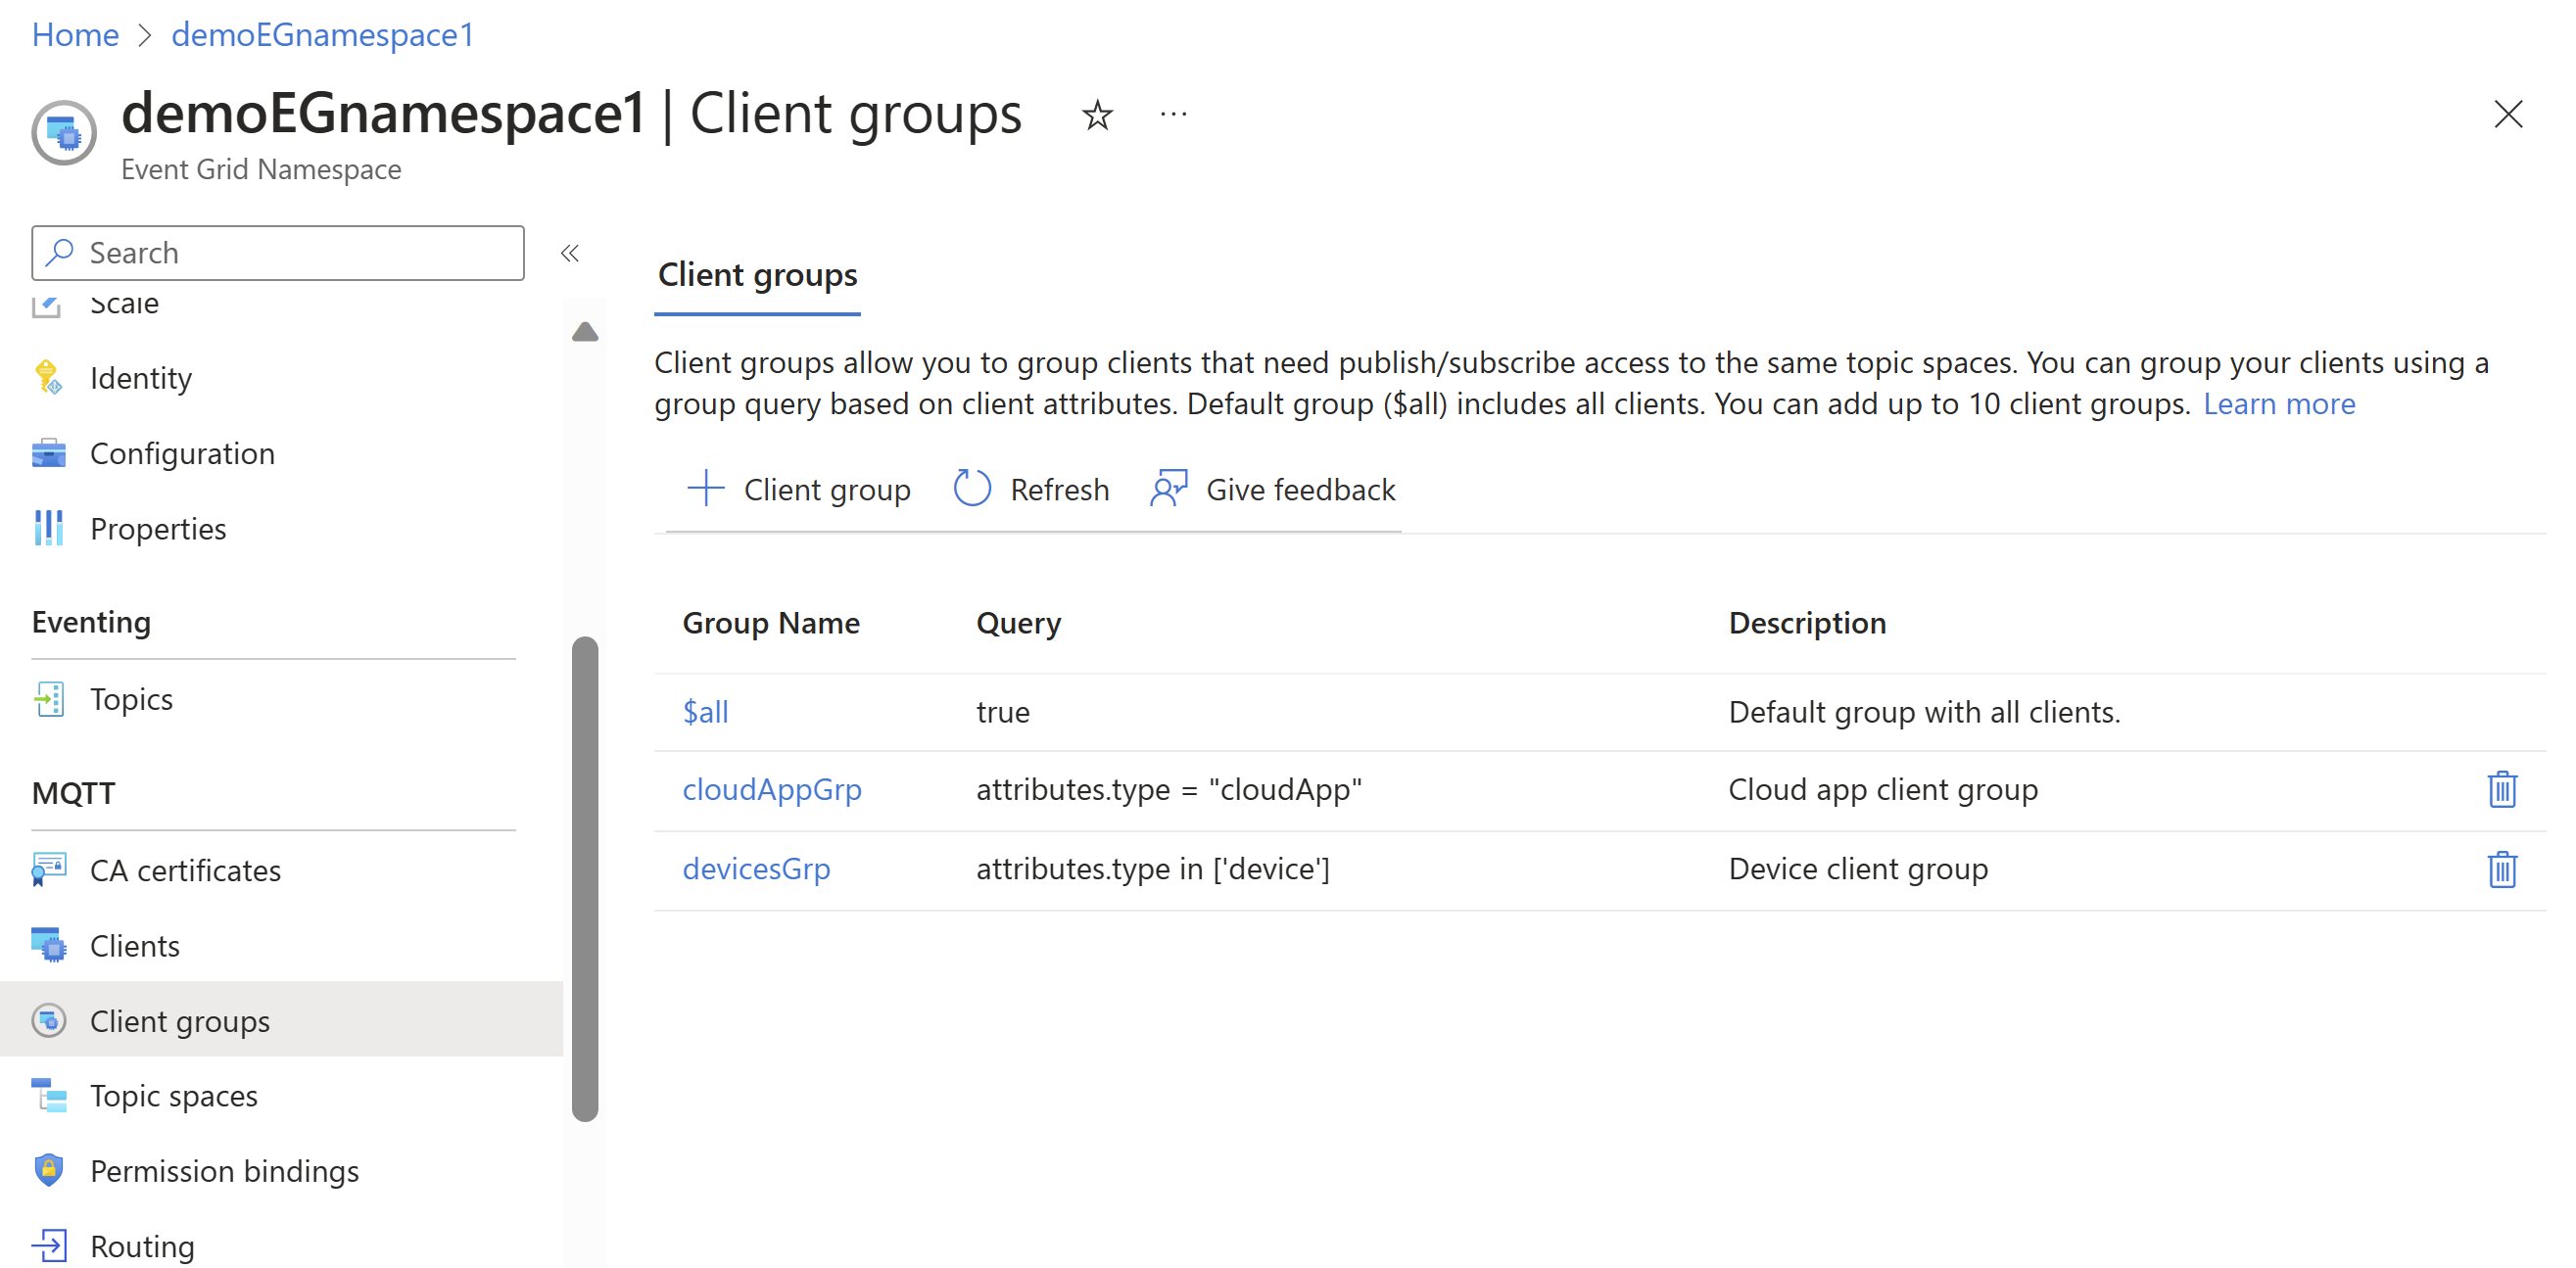 Home > demoEGnamespace1
demoEGnamespace1 | Client groups
Event Grid Namespace
Search
Scale
Identity
Configuration
Properties
Eventing
Topics
MQTT
CA certificates
Clients
Client groups
Topic spaces
Permission bindings
Routing
Client groups
Client groups allow you to group clients that need publish/subscribe access to the same topic spaces. You can group your clients using a
group query based on client attributes. Default group ($all) includes all clients. You can add up to 10 client groups. Learn more
Client group Refresh Give feedback
Group Name Query Description
$all true Default group with all clients.
cloudAppGrp attributes.type = "cloudApp" Cloud app client group
devicesGrp attributes.type in ['device'] Device client group